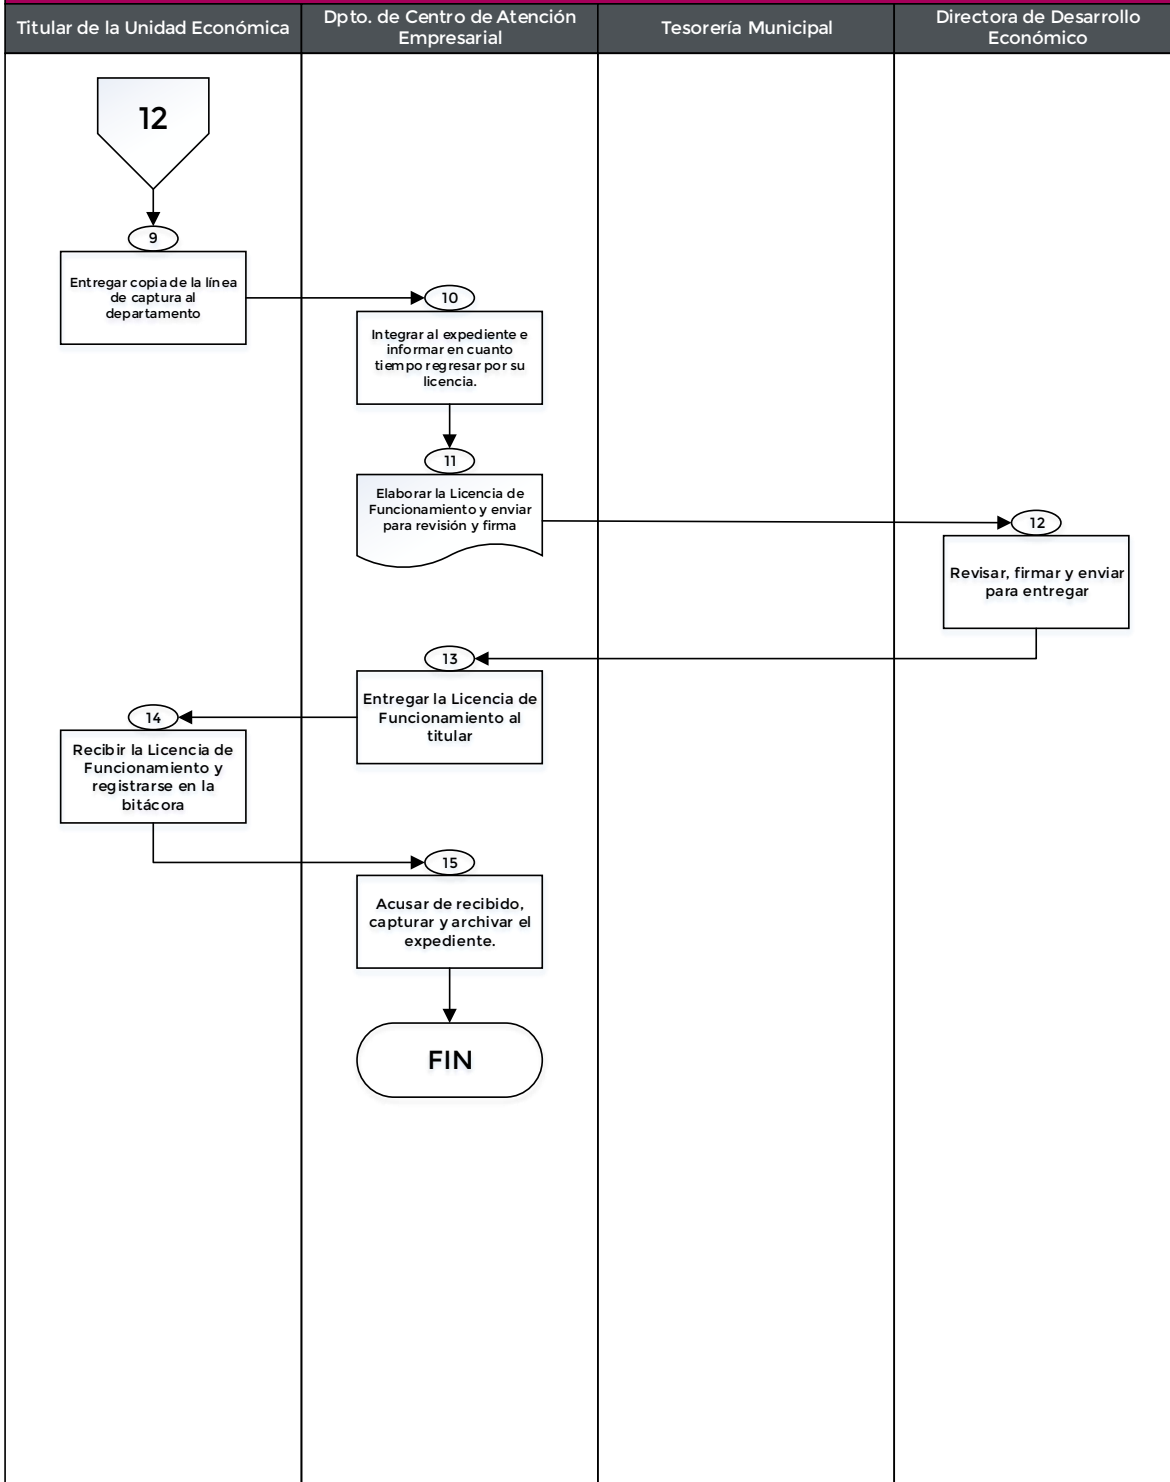 Titular de la Unidad Económica
Dpto. de Centro de Atención
Empresarial
Tesorería Municipal
Directora de Desarrollo
Económico
12
9
Entregar copia de la línea
de captura al
departamento
10
Integrar al expediente e
informar en cuanto
tiempo regresar por su
licencia.
11
Elaborar la Licencia de
Funcionamiento y enviar
para revisión y firma
12
Revisar, firmar y enviar
para entregar
13
Entregar la Licencia de
Funcionamiento al
titular
14
Recibir la Licencia de
Funcionamiento y
registrarse en la
bitácora
15
Acusar de recibido,
capturar y archivar el
expediente.
FIN